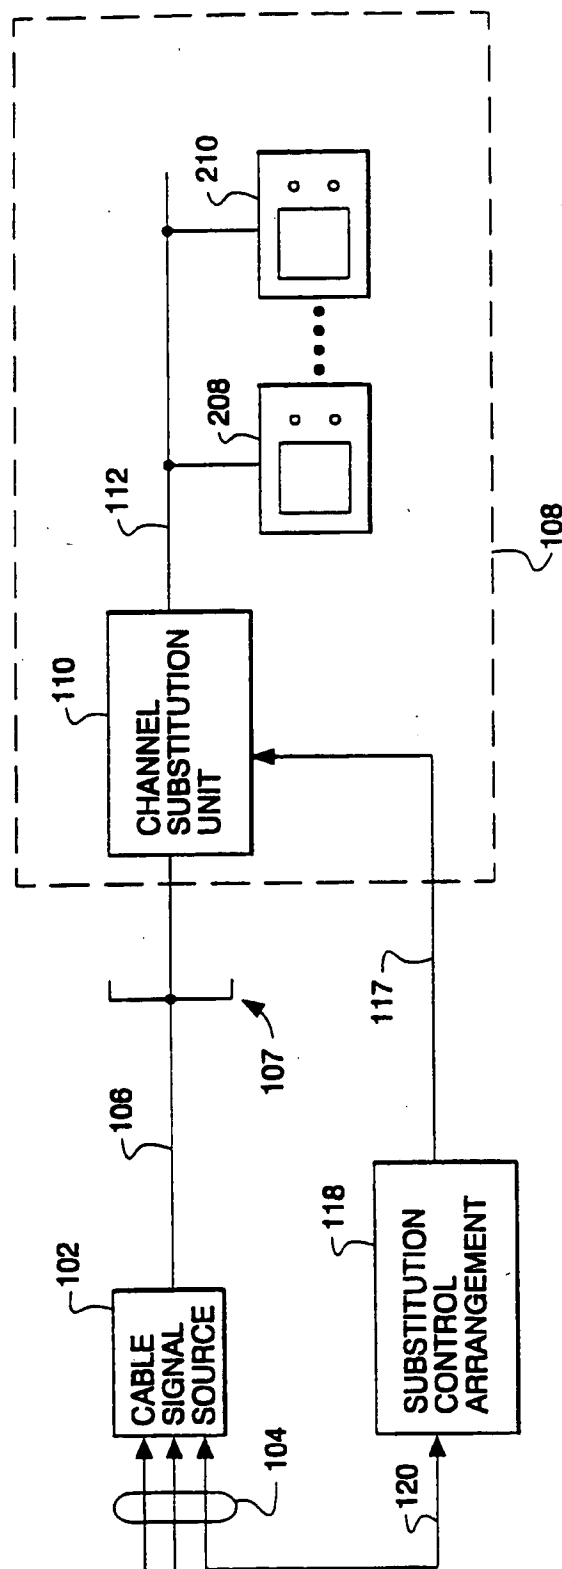 102
CABLE
SIGNAL
SOURCE
104
106
107
110
CHANNEL
SUBSTITUTION
UNIT
112
208
210
108
117
118
SUBSTITUTION
CONTROL
ARRANGEMENT
120